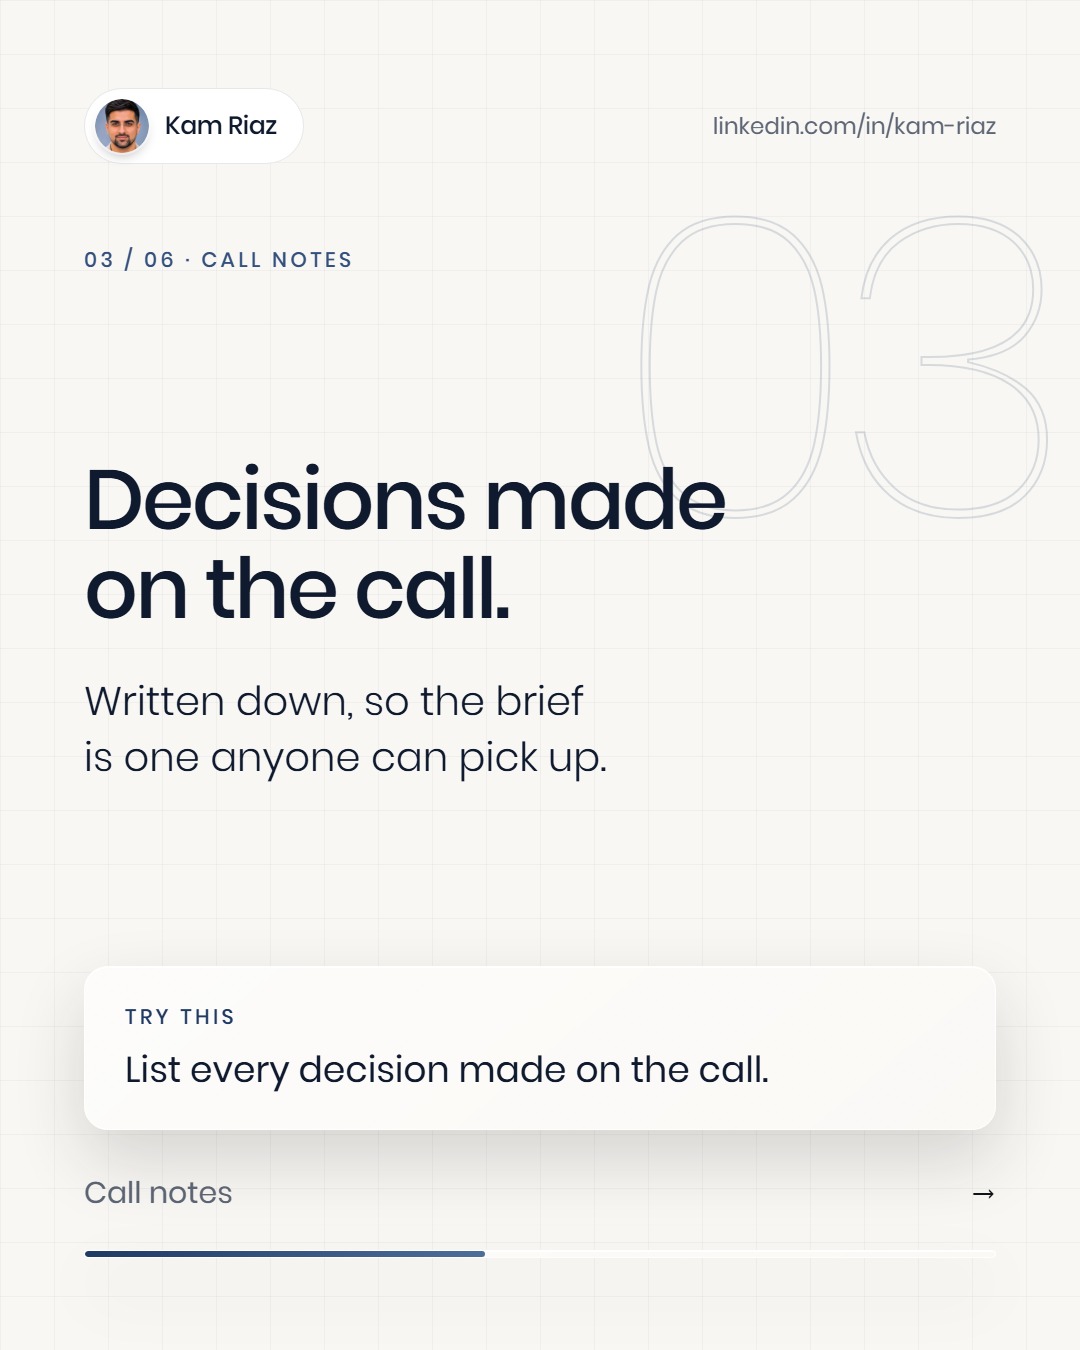 Kam Riaz
linkedin.com/in/kam-riaz
03 / 06 · CALL NOTES
03
Decisions made
on the call.
Written down, so the brief
is one anyone can pick up.
TRY THIS
List every decision made on the call.
Call notes
→